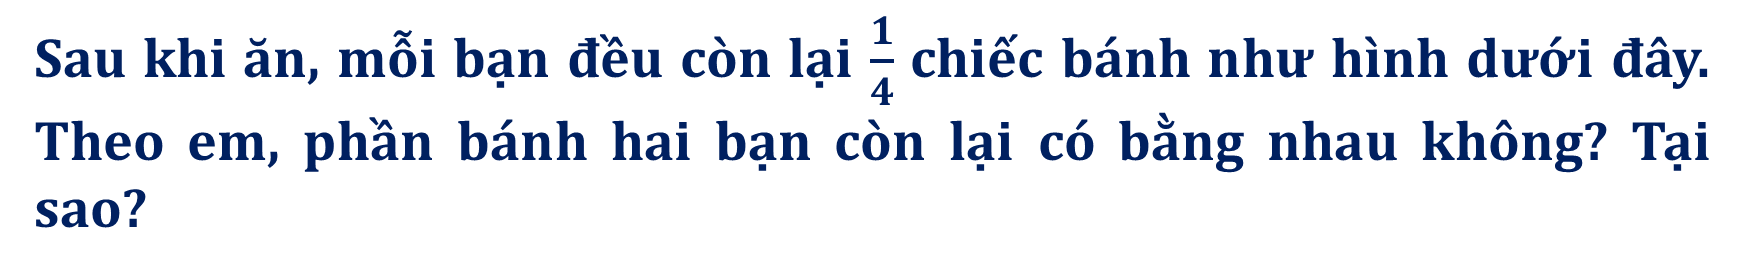 Sau khi ăn, mỗi bạn đều còn lại 1/4 chiếc bánh như hình dưới đây.
Theo em, phần bánh hai bạn còn lại có bằng nhau không? Tại
sao?